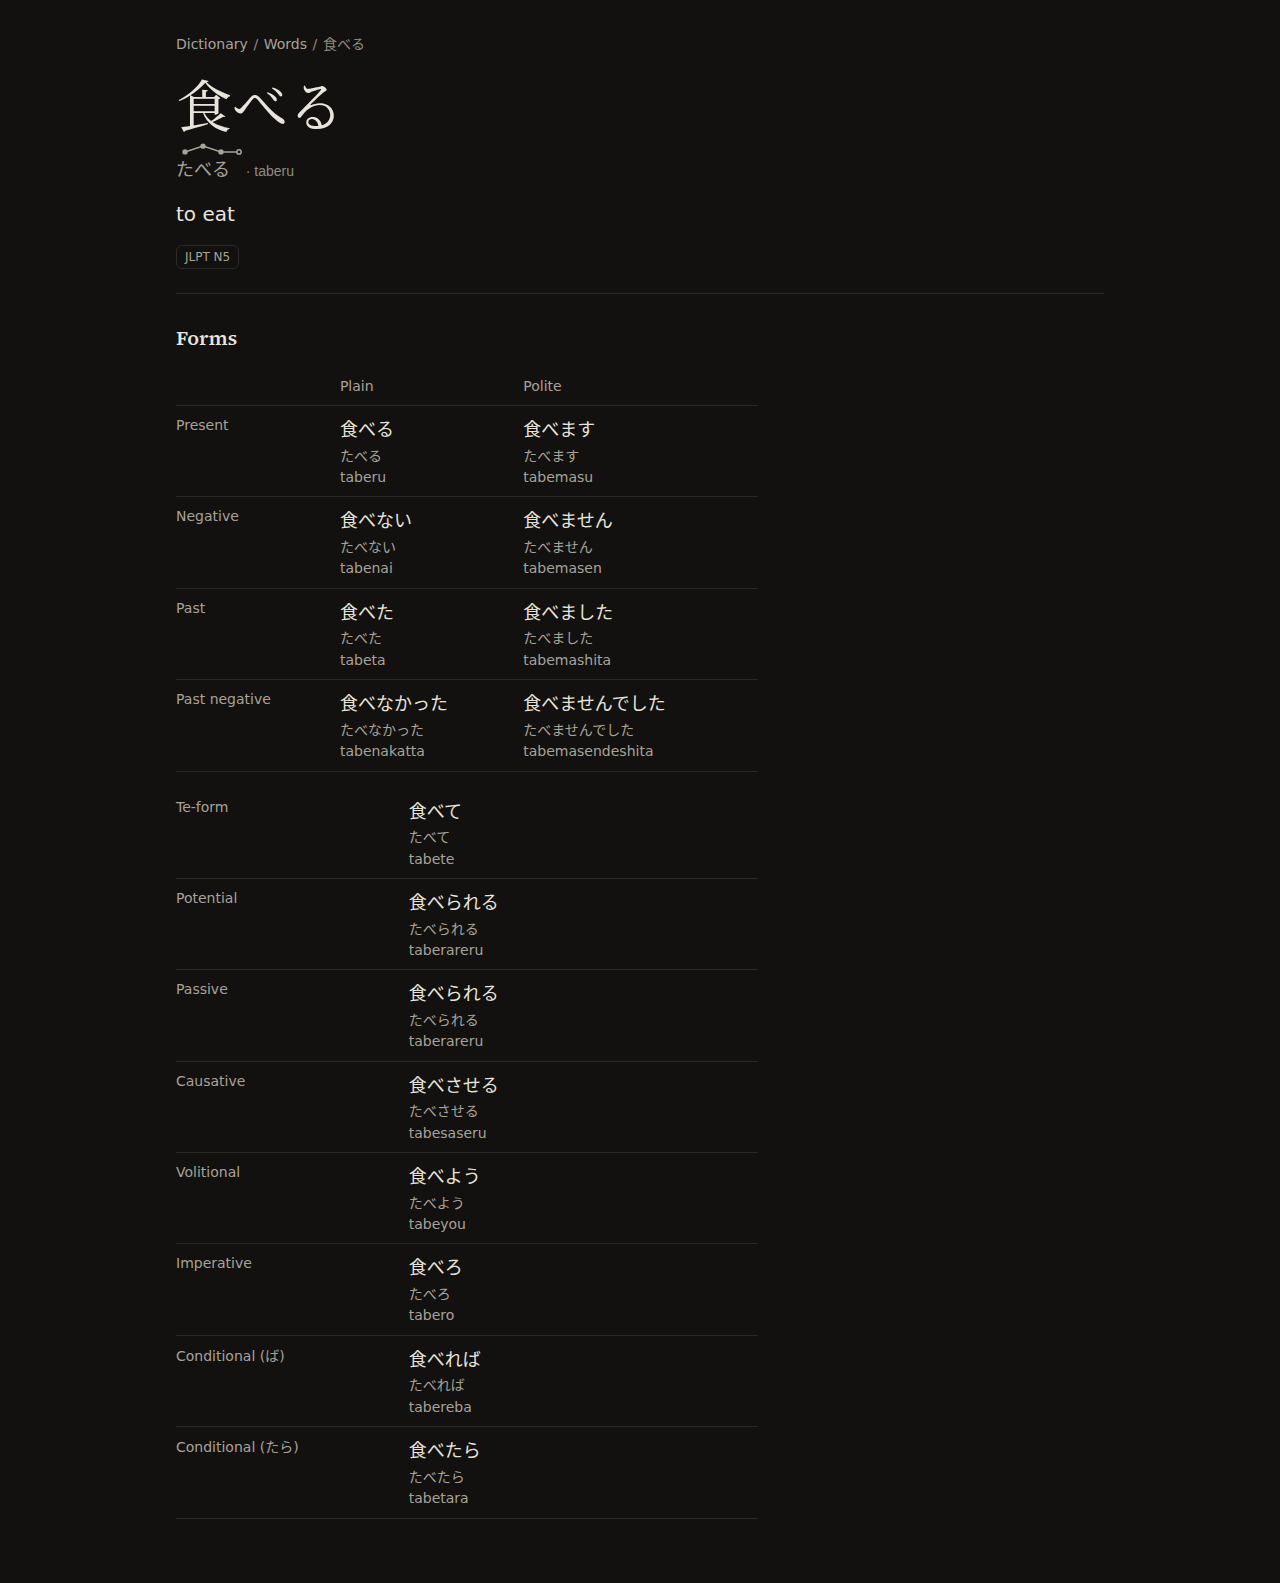 Dictionary / Words / 食べる
食べる
たべる · taberu
to eat
JLPT N5
Forms
Plain Polite
Present 食べる 食べます
たべる たべます
taberu tabemasu
Negative 食べない 食べません
たべない たべません
tabenai tabemasen
Past 食べた 食べました
たべた たべました
tabeta tabemashita
Past negative 食べなかった 食べませんでした
たべなかった たべませんでした
tabenakatta tabemasendeshita
Te-form 食べて
たべて
tabete
Potential 食べられる
たべられる
taberareru
Passive 食べられる
たべられる
taberareru
Causative 食べさせる
たべさせる
tabesaseru
Volitional 食べよう
たべよう
tabeyou
Imperative 食べろ
たべろ
tabero
Conditional (ば) 食べれば
たべれば
tabereba
Conditional (たら) 食べたら
たべたら
tabetara